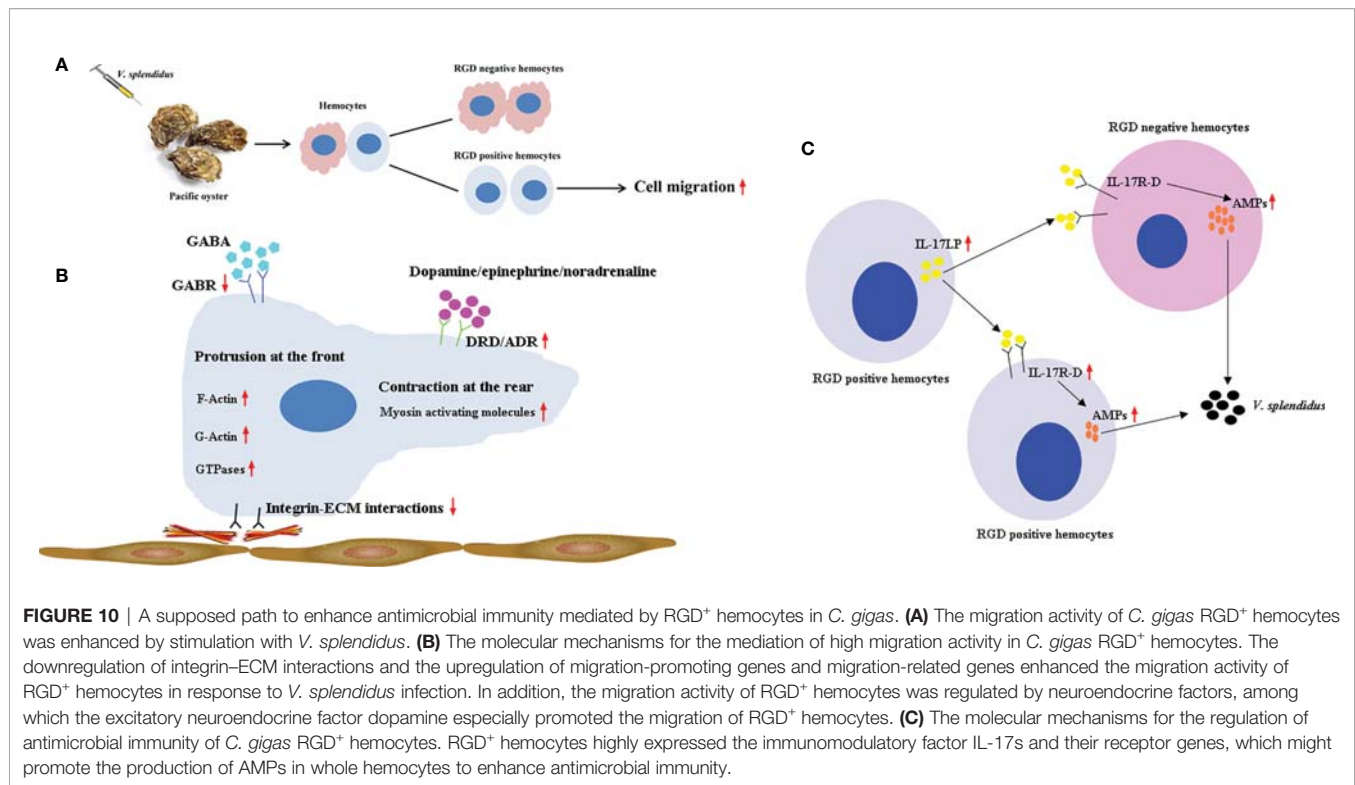 A
V. splendidus
Pacific oyster
Hemocytes
RGD negative hemocytes
RGD positive hemocytes
Cell migration
B
GABA
GABR
Dopamine/epinephrine/noradrenaline
DRD/ADR
Protrusion at the front
F-Actin
G-Actin
GTPases
Contraction at the rear
Myosin activating molecules
Integrin-ECM interactions
C
RGD negative hemocytes
IL-17R-D
AMPs
IL-17LP
RGD positive hemocytes
IL-17R-D
AMPs
V. splendidus
RGD positive hemocytes
FIGURE 10 | A supposed path to enhance antimicrobial immunity mediated by RGD⁺ hemocytes in C. gigas. (A) The migration activity of C. gigas RGD⁺ hemocytes
was enhanced by stimulation with V. splendidus. (B) The molecular mechanisms for the mediation of high migration activity in C. gigas RGD⁺ hemocytes. The
downregulation of integrin–ECM interactions and the upregulation of migration-promoting genes and migration-related genes enhanced the migration activity of
RGD⁺ hemocytes in response to V. splendidus infection. In addition, the migration activity of RGD⁺ hemocytes was regulated by neuroendocrine factors, among
which the excitatory neuroendocrine factor dopamine especially promoted the migration of RGD⁺ hemocytes. (C) The molecular mechanisms for the regulation of
antimicrobial immunity of C. gigas RGD⁺ hemocytes. RGD⁺ hemocytes highly expressed the immunomodulatory factor IL-17s and their receptor genes, which might
promote the production of AMPs in whole hemocytes to enhance antimicrobial immunity.